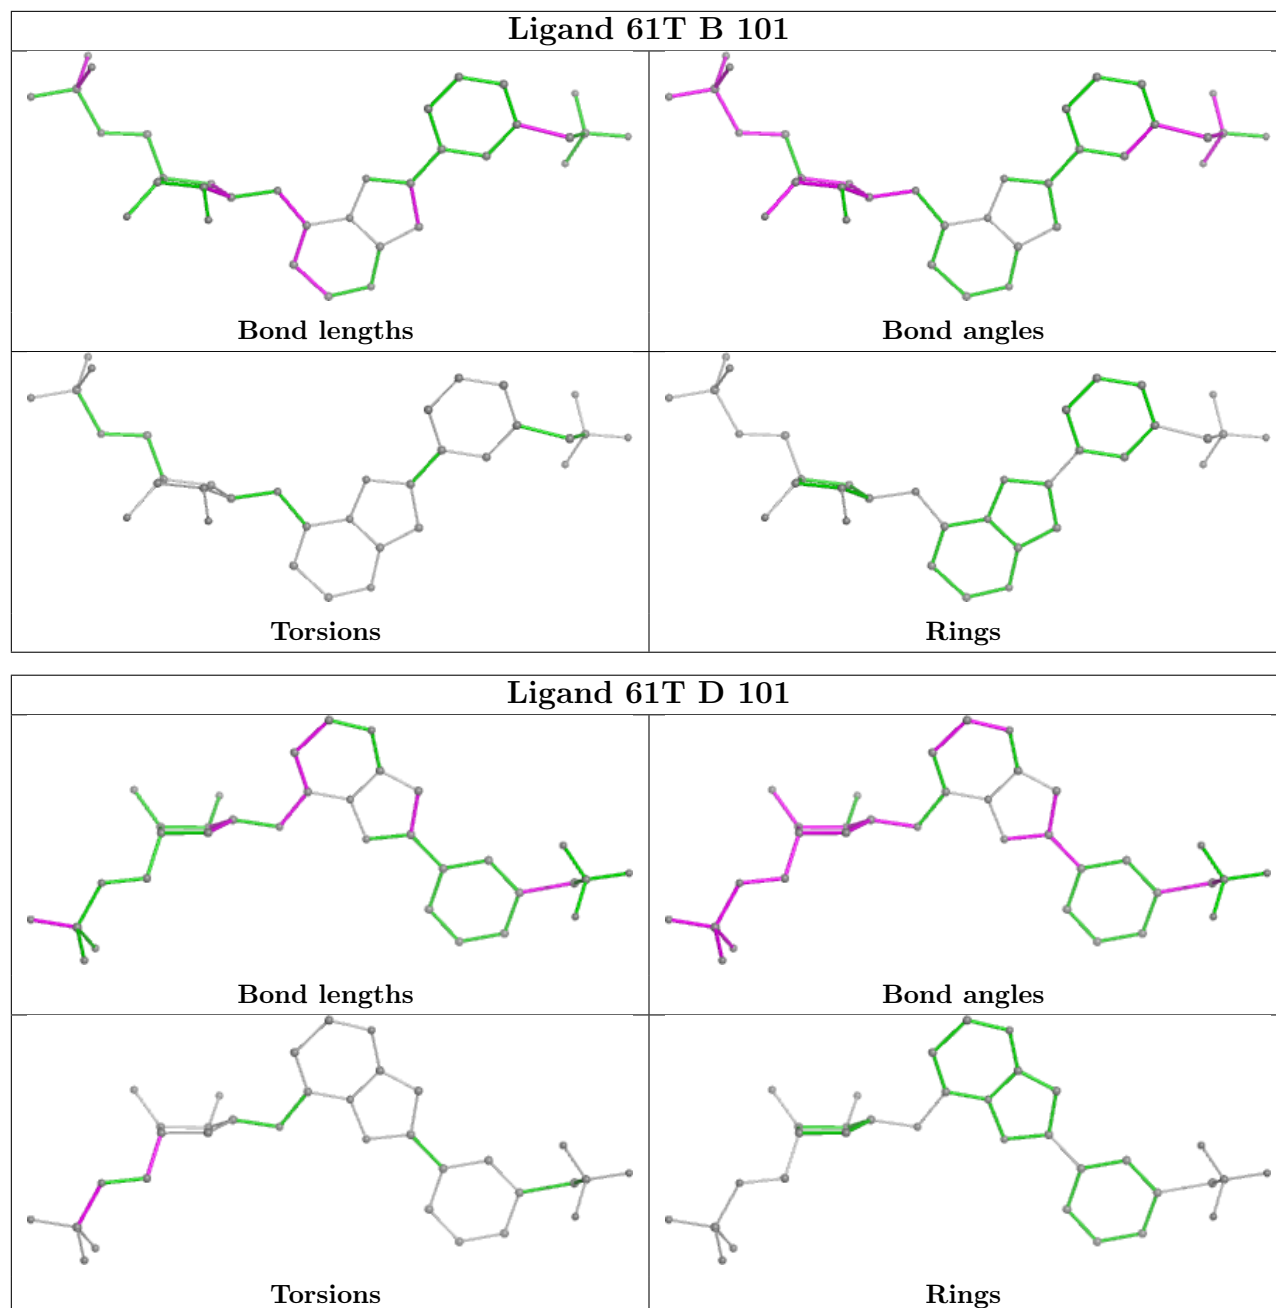 Ligand 61T B 101
Bond lengths
Bond angles
Torsions
Rings
Ligand 61T D 101
Bond lengths
Bond angles
Torsions
Rings